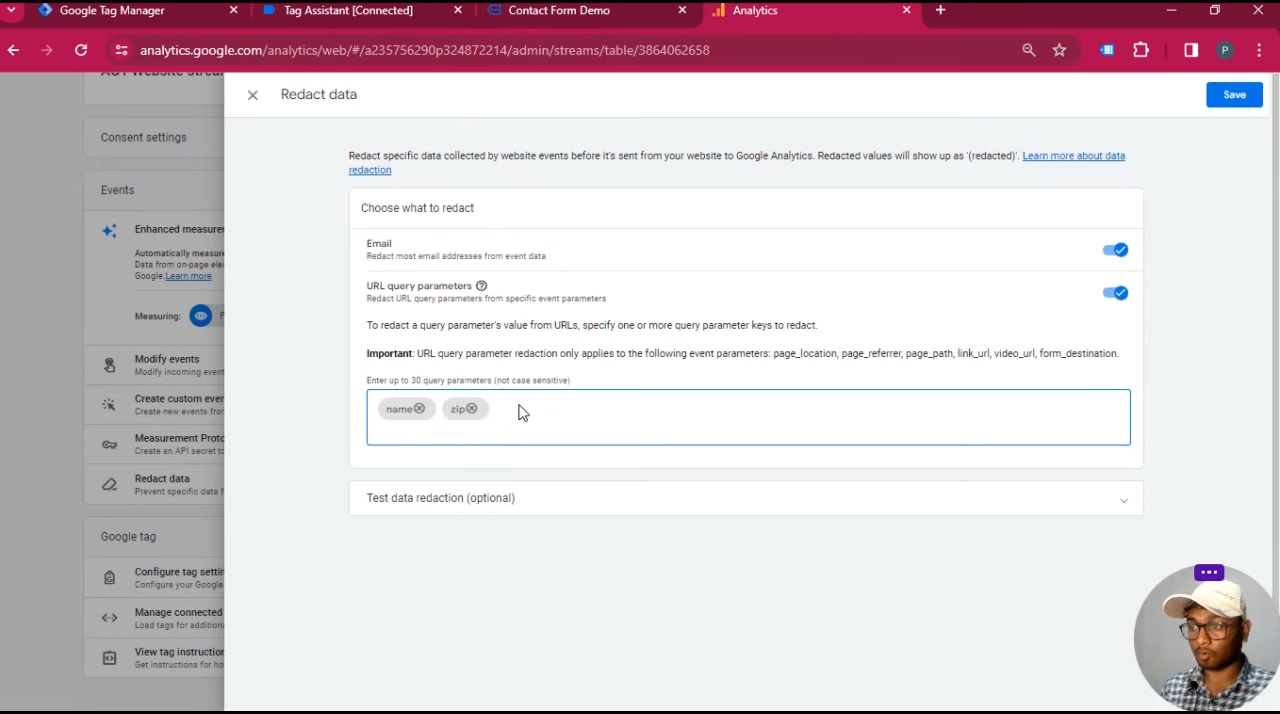 Google Tag Manager
Tag Assistant [Connected]
Contact Form Demo
Analytics
analytics.google.com/analytics/web/#/a235756290p324872214/admin/streams/table/3864062658
P
Redact data
Save
Consent settings
Redact specific data collected by website events before it's sent from your website to Google Analytics. Redacted values will show up as '(redacted)'. Learn more about data
redaction
Events
Choose what to redact
Enhanced measure
Automatically measure
Data from on-page ele
Google. Learn more
Measuring:
Email
Redact most email addresses from event data
URL query parameters
Redact URL query parameters from specific event parameters
To redact a query parameter's value from URLs, specify one or more query parameter keys to redact.
Important: URL query parameter redaction only applies to the following event parameters: page_location, page_referrer, page_path, link_url, video_url, form_destination.
Enter up to 30 query parameters (not case sensitive)
name
zip
Modify events
Modify incoming event
Create custom ever
Create new events from
Measurement Proto
Create an API secret to
Redact data
Prevent specific data f
Test data redaction (optional)
Google tag
Configure tag settin
Configure your Google
Manage connected
Load tags for addition
View tag instruction
Get instructions for ho